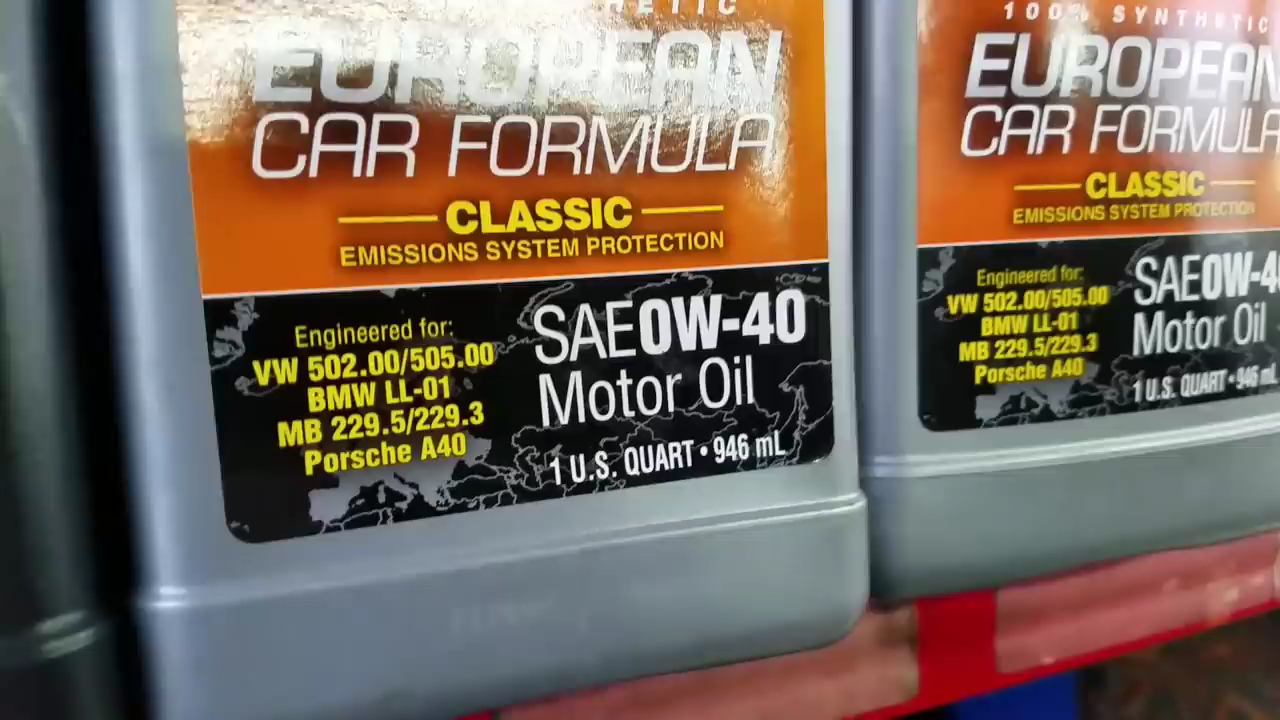 EUROPEAN
CAR FORMULA
CLASSIC
EMISSIONS SYSTEM PROTECTION
Engineered for:
VW 502.00/505.00
BMW LL-01
MB 229.5/229.3
Porsche A40
SAE 0W-40
Motor Oil
1 U.S. QUART • 946 mL
100% SYNTHETIC
EUROPEAN
CAR FORMULA
CLASSIC
EMISSIONS SYSTEM PROTECTION
Engineered for:
VW 502.00/505.00
BMW LL-01
MB 229.5/229.3
Porsche A40
SAE 0W-4
Motor Oil
1 U.S. QUART • 946 mL